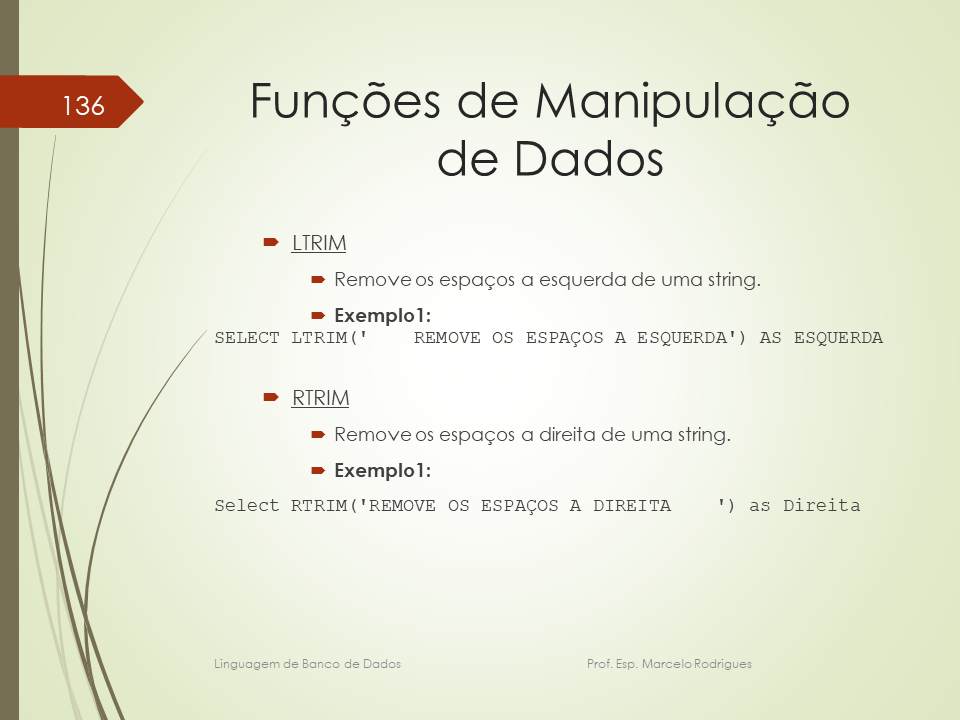 136
Funções de Manipulação
de Dados
LTRIM
Remove os espaços a esquerda de uma string.
Exemplo1:
SELECT LTRIM('    REMOVE OS ESPAÇOS A ESQUERDA') AS ESQUERDA
RTRIM
Remove os espaços a direita de uma string.
Exemplo1:
Select RTRIM('REMOVE OS ESPAÇOS A DIREITA    ') as Direita
Linguagem de Banco de Dados Prof. Esp. Marcelo Rodrigues